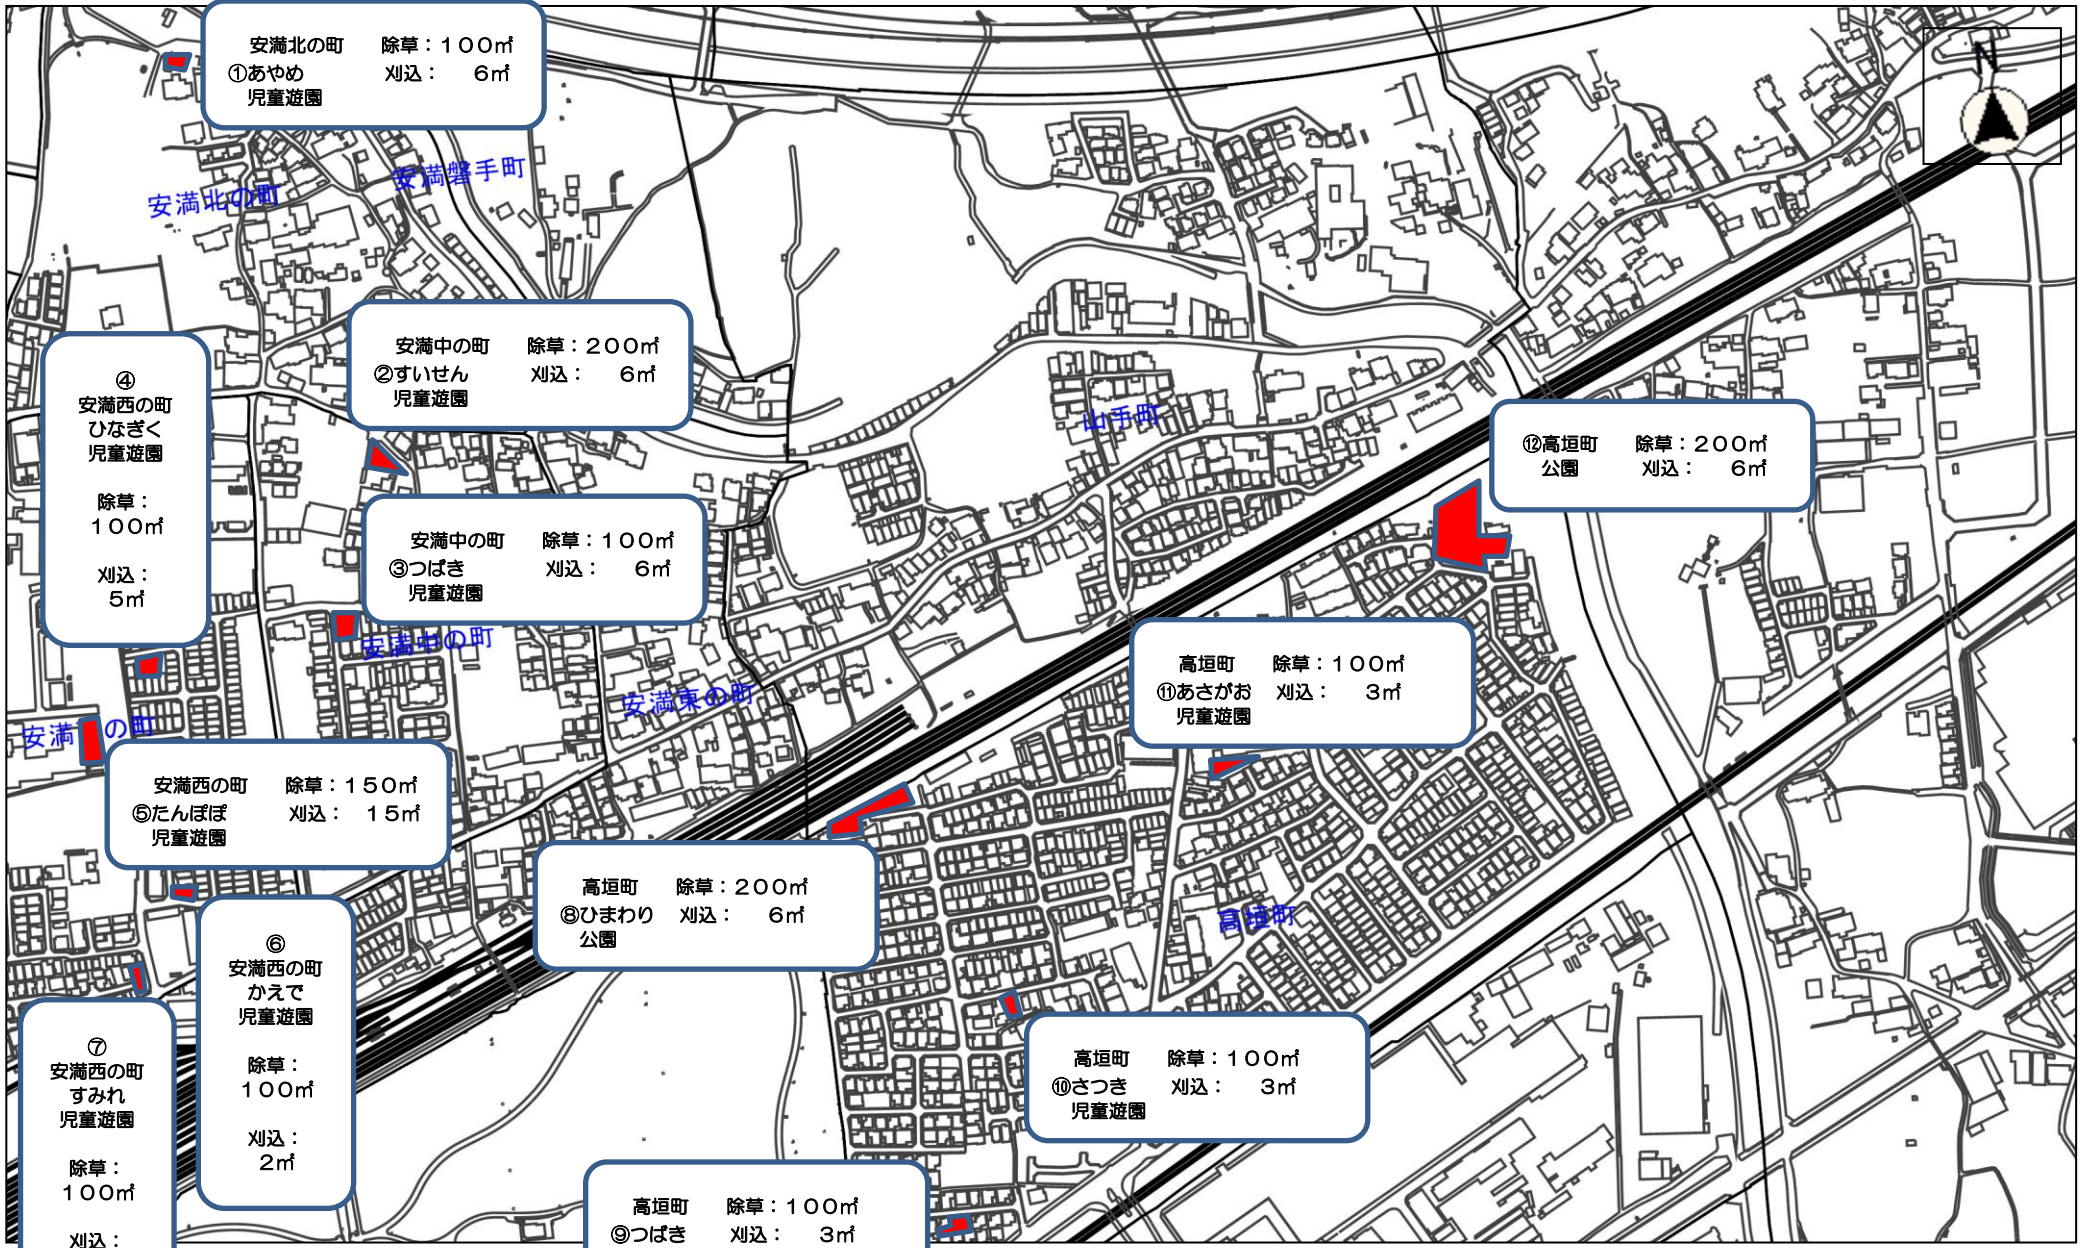 安満北の町　除草：１００㎡
①あやめ　刈込：　６㎡
児童遊園
N
安満磐手町
安満北の町
安満中の町　除草：２００㎡
②すいせん　刈込：　６㎡
児童遊園
④
安満西の町
ひなぎく
児童遊園
除草：
１００㎡
刈込：
５㎡
山手町
⑫高垣町　除草：２００㎡
公園　刈込：　６㎡
安満中の町　除草：１００㎡
③つばき　刈込：　６㎡
児童遊園
安満中の町
安満東の町
高垣町　除草：１００㎡
⑪あさがお　刈込：　３㎡
児童遊園
安満　の町
安満西の町　除草：１５０㎡
⑤たんぽぽ　刈込：　１５㎡
児童遊園
高垣町　除草：２００㎡
⑧ひまわり　刈込：　６㎡
公園
高垣町
⑥
安満西の町
かえで
児童遊園
除草：
１００㎡
刈込：
２㎡
⑦
安満西の町
すみれ
児童遊園
除草：
１００㎡
刈込：
高垣町　除草：１００㎡
⑩さつき　刈込：　３㎡
児童遊園
高垣町　除草：１００㎡
⑨つばき　刈込：　３㎡